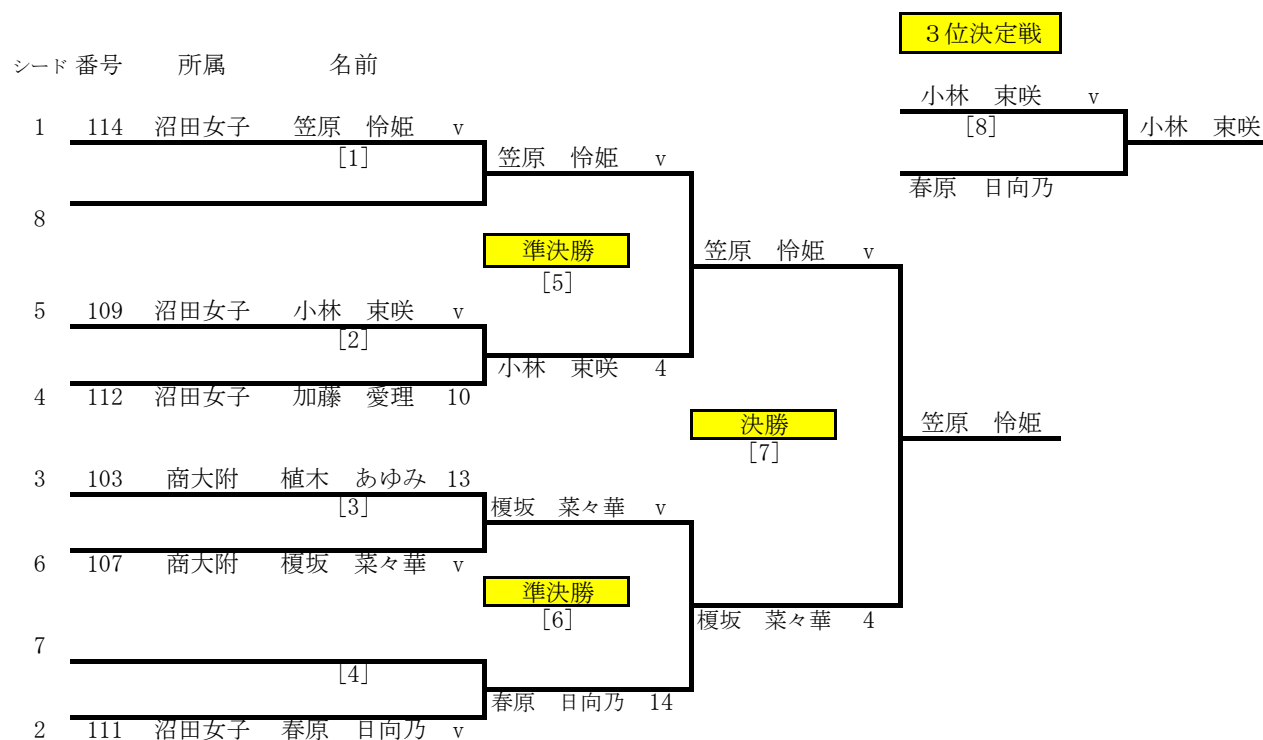 ３位決定戦
シード 番号 所属 名前
小林 束咲 v
[8]
小林 束咲
春原 日向乃
1 114 沼田女子 笠原 怜姫 v
[1]
笠原 怜姫 v
8
準決勝
[5]
笠原 怜姫 v
5 109 沼田女子 小林 束咲 v
[2]
小林 束咲 4
4 112 沼田女子 加藤 愛理 10
決勝
[7]
笠原 怜姫
3 103 商大附 植木 あゆみ 13
[3]
榎坂 菜々華 v
6 107 商大附 榎坂 菜々華 v
準決勝
[6]
榎坂 菜々華 4
7
[4]
春原 日向乃 14
2 111 沼田女子 春原 日向乃 v